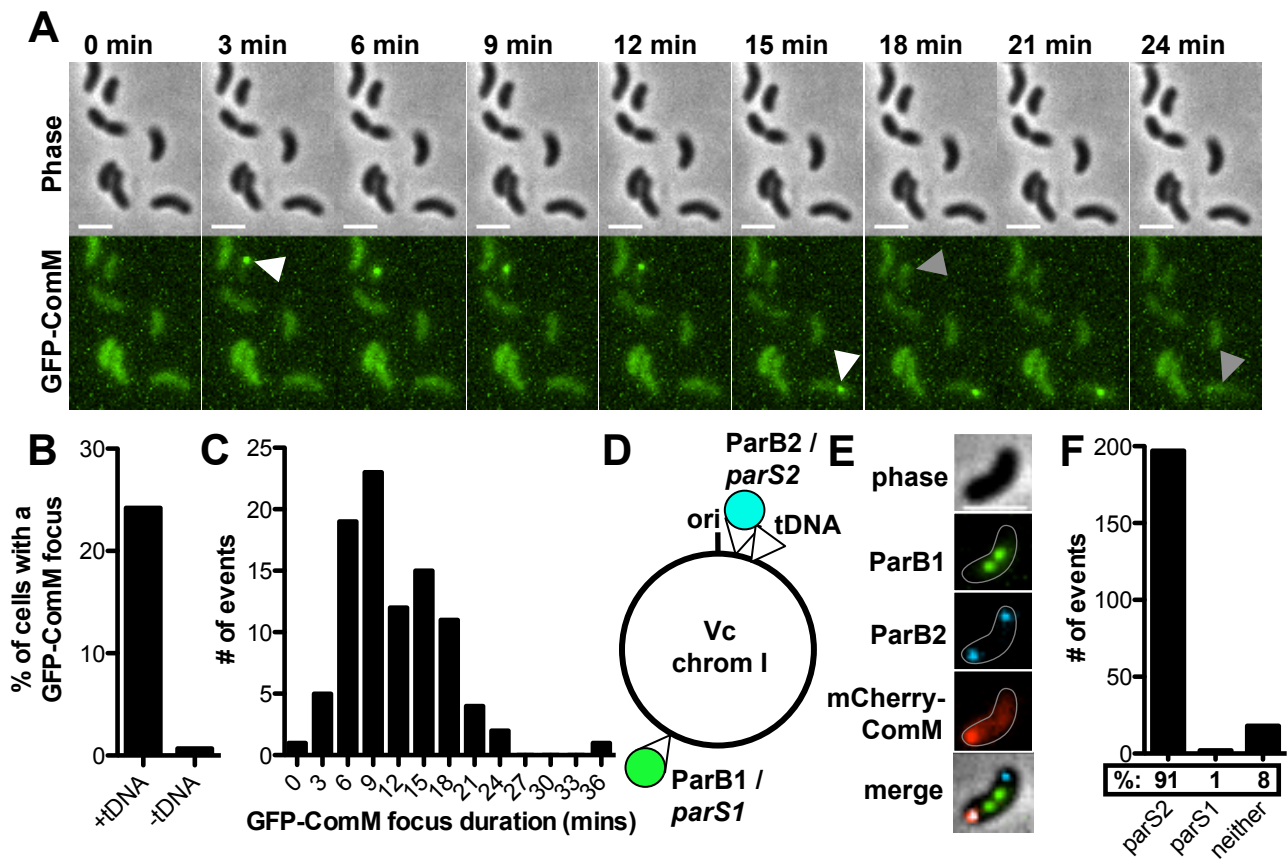 A
0 min 3 min 6 min 9 min 12 min 15 min 18 min 21 min 24 min
Phase
GFP-ComM
B
% of cells with a
GFP-ComM focus
30
20
10
0
+tDNA -tDNA
C
# of events
25
20
15
10
5
0
0 3 6 9 12 15 18 21 24 27 30 33 36
GFP-ComM focus duration (mins)
D
ParB2 /
parS2
ori
tDNA
Vc
chrom I
ParB1 /
parS1
E
phase
ParB1
ParB2
mCherry-
ComM
merge
F
# of events
200
150
100
50
0
%: 91 1 8
parS2 parS1 neither